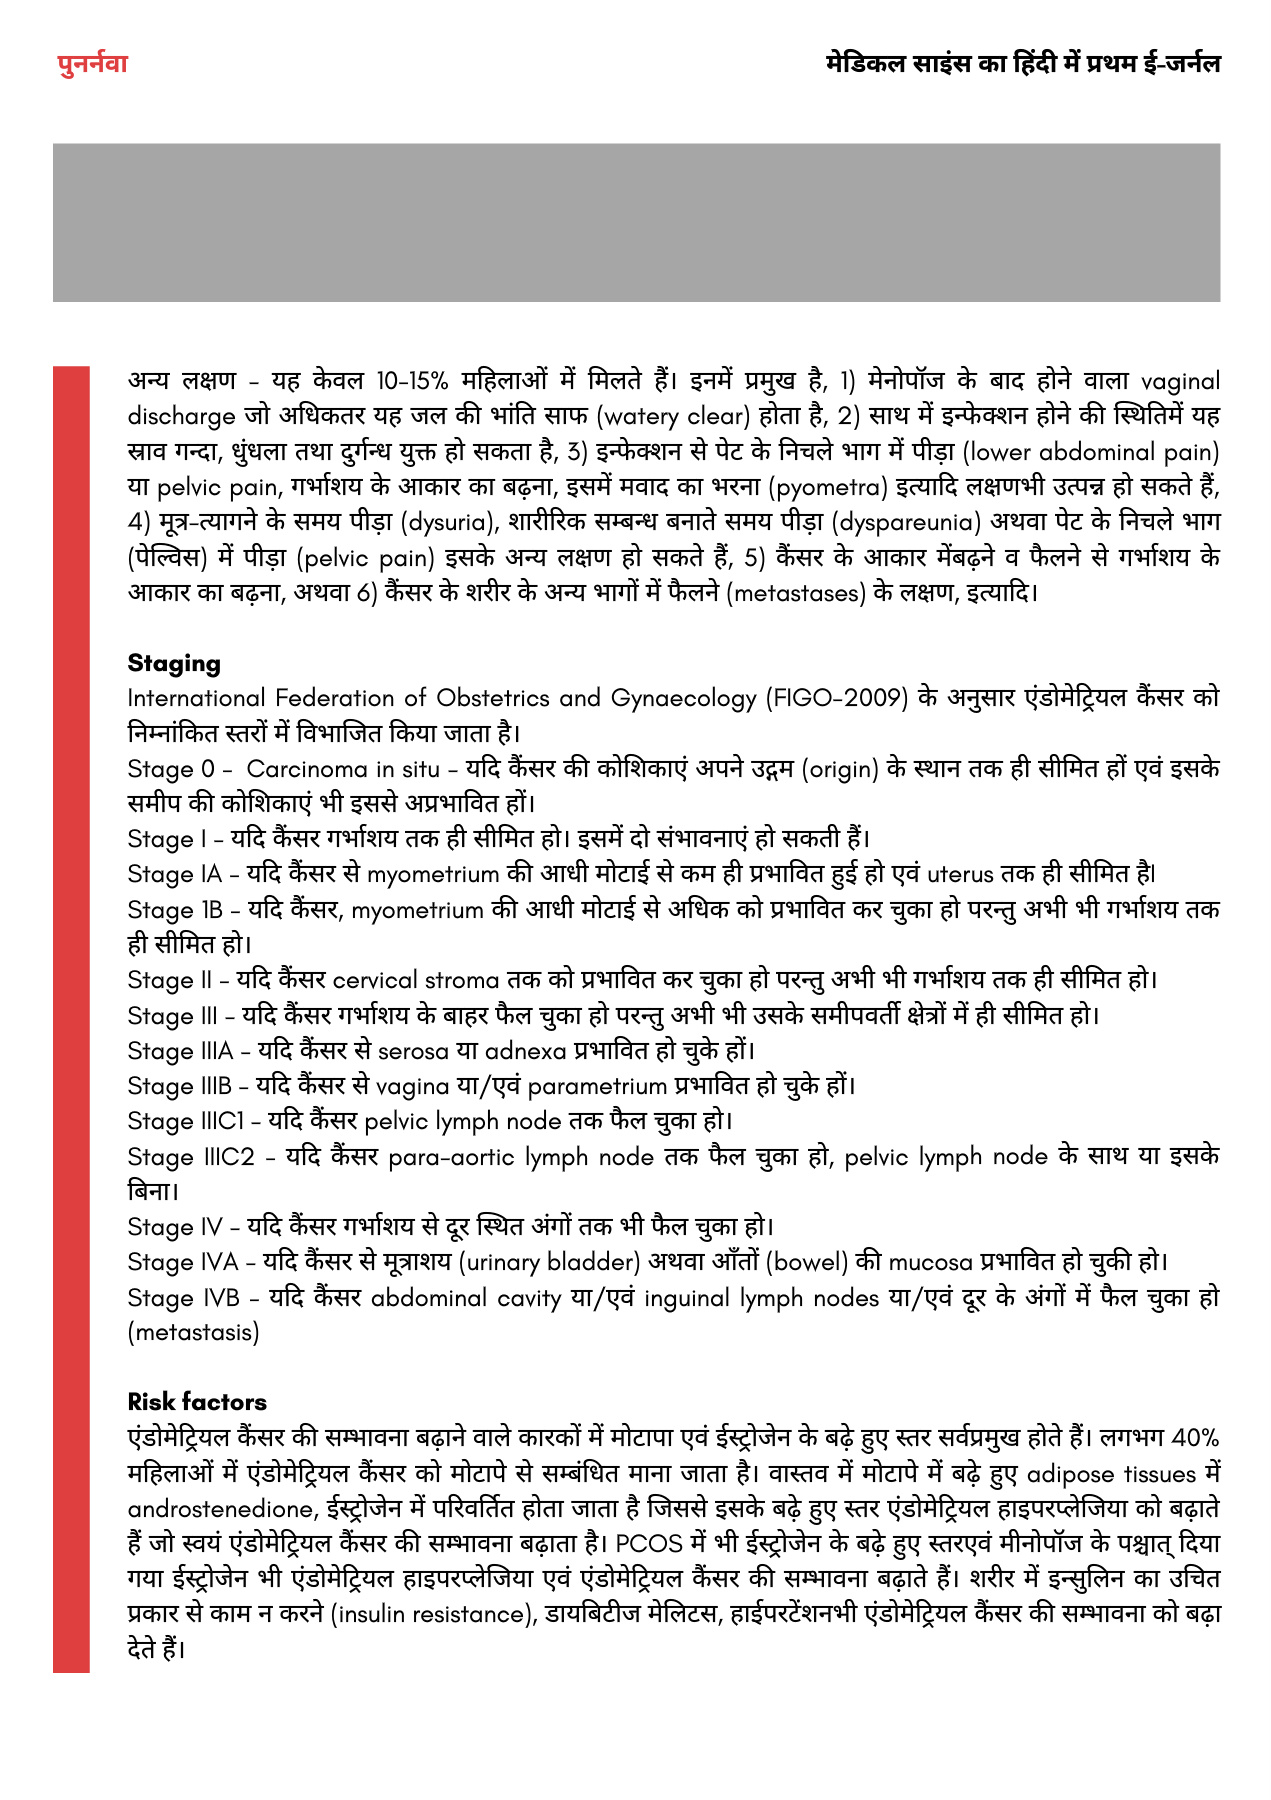 पुनर्नवा
मेडिकल साइंस का हिंदी में प्रथम ई-जर्नल
अन्य लक्षण - यह केवल 10-15% महिलाओं में मिलते हैं। इनमें प्रमुख है, 1) मेनोपॉज के बाद होने वाला vaginal
discharge जो अधिकतर यह जल की भांति साफ (watery clear) होता है, 2) साथ में इन्फेक्शन होने की स्थितिमें यह
स्राव गन्दा, धुंधला तथा दुर्गन्ध युक्त हो सकता है, 3) इन्फेक्शन से पेट के निचले भाग में पीड़ा (lower abdominal pain)
या pelvic pain, गर्भाशय के आकार का बढ़ना, इसमें मवाद का भरना (pyometra) इत्यादि लक्षणभी उत्पन्न हो सकते हैं,
4) मूत्र-त्यागने के समय पीड़ा (dysuria), शारीरिक सम्बन्ध बनाते समय पीड़ा (dyspareunia) अथवा पेट के निचले भाग
(पेल्विस) में पीड़ा (pelvic pain) इसके अन्य लक्षण हो सकते हैं, 5) कैंसर के आकार मेंबढ़ने व फैलने से गर्भाशय के
आकार का बढ़ना, अथवा 6) कैंसर के शरीर के अन्य भागों में फैलने (metastases) के लक्षण, इत्यादि।
Staging
International Federation of Obstetrics and Gynaecology (FIGO-2009) के अनुसार एंडोमेट्रियल कैंसर को
निम्नांकित स्तरों में विभाजित किया जाता है।
Stage 0 - Carcinoma in situ - यदि कैंसर की कोशिकाएं अपने उद्गम (origin) के स्थान तक ही सीमित हों एवं इसके
समीप की कोशिकाएं भी इससे अप्रभावित हों।
Stage I - यदि कैंसर गर्भाशय तक ही सीमित हो। इसमें दो संभावनाएं हो सकती हैं।
Stage IA - यदि कैंसर से myometrium की आधी मोटाई से कम ही प्रभावित हुई हो एवं uterus तक ही सीमित है।
Stage 1B - यदि कैंसर, myometrium की आधी मोटाई से अधिक को प्रभावित कर चुका हो परन्तु अभी भी गर्भाशय तक
ही सीमित हो।
Stage II - यदि कैंसर cervical stroma तक को प्रभावित कर चुका हो परन्तु अभी भी गर्भाशय तक ही सीमित हो।
Stage III - यदि कैंसर गर्भाशय के बाहर फैल चुका हो परन्तु अभी भी उसके समीपवर्ती क्षेत्रों में ही सीमित हो।
Stage IIIA - यदि कैंसर से serosa या adnexa प्रभावित हो चुके हों।
Stage IIIB - यदि कैंसर से vagina या/एवं parametrium प्रभावित हो चुके हों।
Stage IIIC1 - यदि कैंसर pelvic lymph node तक फैल चुका हो।
Stage IIIC2 - यदि कैंसर para-aortic lymph node तक फैल चुका हो, pelvic lymph node के साथ या इसके
बिना।
Stage IV - यदि कैंसर गर्भाशय से दूर स्थित अंगों तक भी फैल चुका हो।
Stage IVA - यदि कैंसर से मूत्राशय (urinary bladder) अथवा आँतों (bowel) की mucosa प्रभावित हो चुकी हो।
Stage IVB - यदि कैंसर abdominal cavity या/एवं inguinal lymph nodes या/एवं दूर के अंगों में फैल चुका हो
(metastasis)
Risk factors
एंडोमेट्रियल कैंसर की सम्भावना बढ़ाने वाले कारकों में मोटापा एवं ईस्ट्रोजेन के बढ़े हुए स्तर सर्वप्रमुख होते हैं। लगभग 40%
महिलाओं में एंडोमेट्रियल कैंसर को मोटापे से सम्बंधित माना जाता है। वास्तव में मोटापे में बढ़े हुए adipose tissues में
androstenedione, ईस्ट्रोजेन में परिवर्तित होता जाता है जिससे इसके बढ़े हुए स्तर एंडोमेट्रियल हाइपरप्लेजिया को बढ़ाते
हैं जो स्वयं एंडोमेट्रियल कैंसर की सम्भावना बढ़ाता है। PCOS में भी ईस्ट्रोजेन के बढ़े हुए स्तरएवं मीनोपॉज के पश्चात् दिया
गया ईस्ट्रोजेन भी एंडोमेट्रियल हाइपरप्लेजिया एवं एंडोमेट्रियल कैंसर की सम्भावना बढ़ाते हैं। शरीर में इन्सुलिन का उचित
प्रकार से काम न करने (insulin resistance), डायबिटीज मेलिटस, हाईपरटेंशनभी एंडोमेट्रियल कैंसर की सम्भावना को बढ़ा
देते हैं।